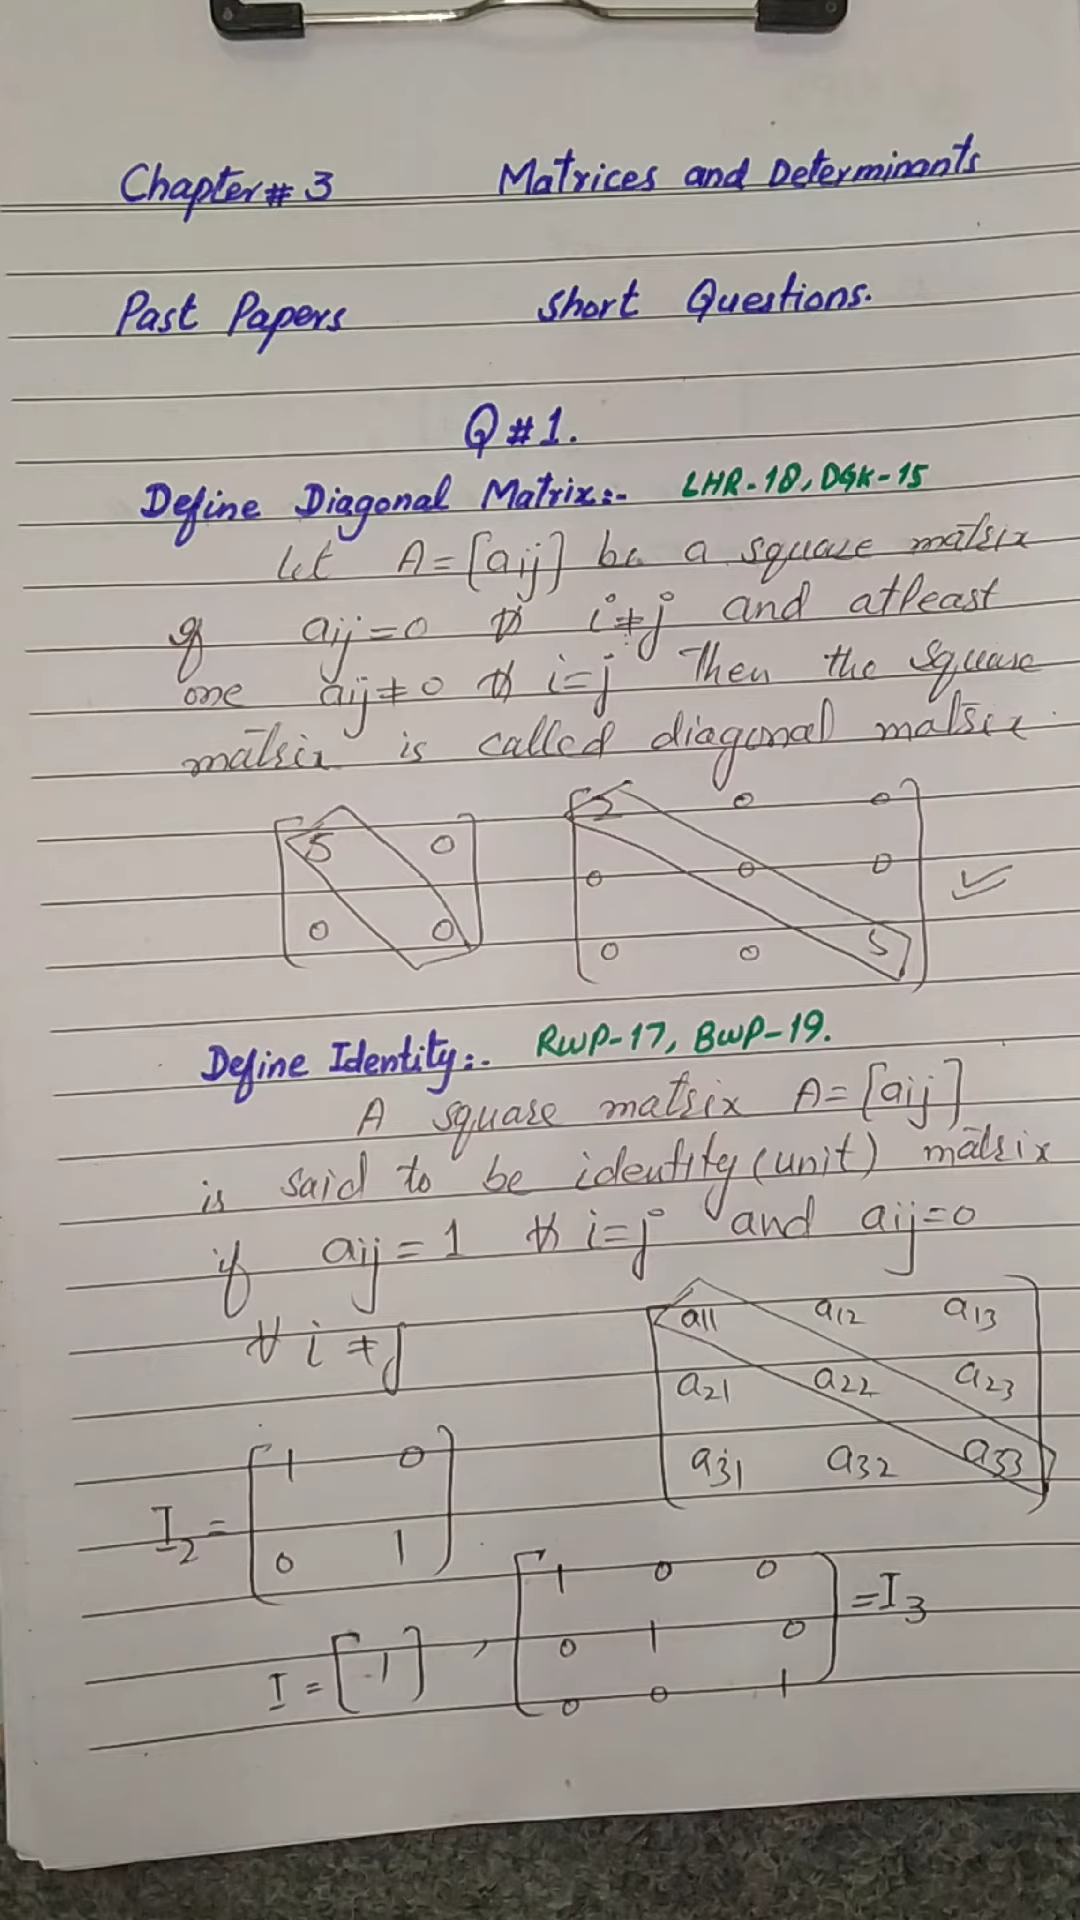 Chapter # 3 Matrices and Determinants
Past Papers Short Questions.
Q # 1.
Define Diagonal Matrix:- LHR-18, DGK-15
Let A = [aij] be a square matrix
if aij = 0 ∀ i ≠ j and atleast
one aij ≠ 0 ∀ i = j Then the square
matrix is called diagonal matrix.
5 0
0 0
2 0 0
0 0 0
0 0 5
Define Identity:- RWP-17, BWP-19.
A square matrix A = [aij]
is said to be identity (unit) matrix
if aij = 1 ∀ i = j and aij = 0
∀ i ≠ j
a11 a12 a13
a21 a22 a23
a31 a32 a33
I2 = [1 0
0 1]
I = [1] , [1 0 0
0 1 0
0 0 1] = I3